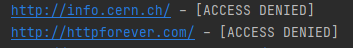 http://info.cern.ch/ – [ACCESS DENIED]
http://httpforever.com/ – [ACCESS DENIED]